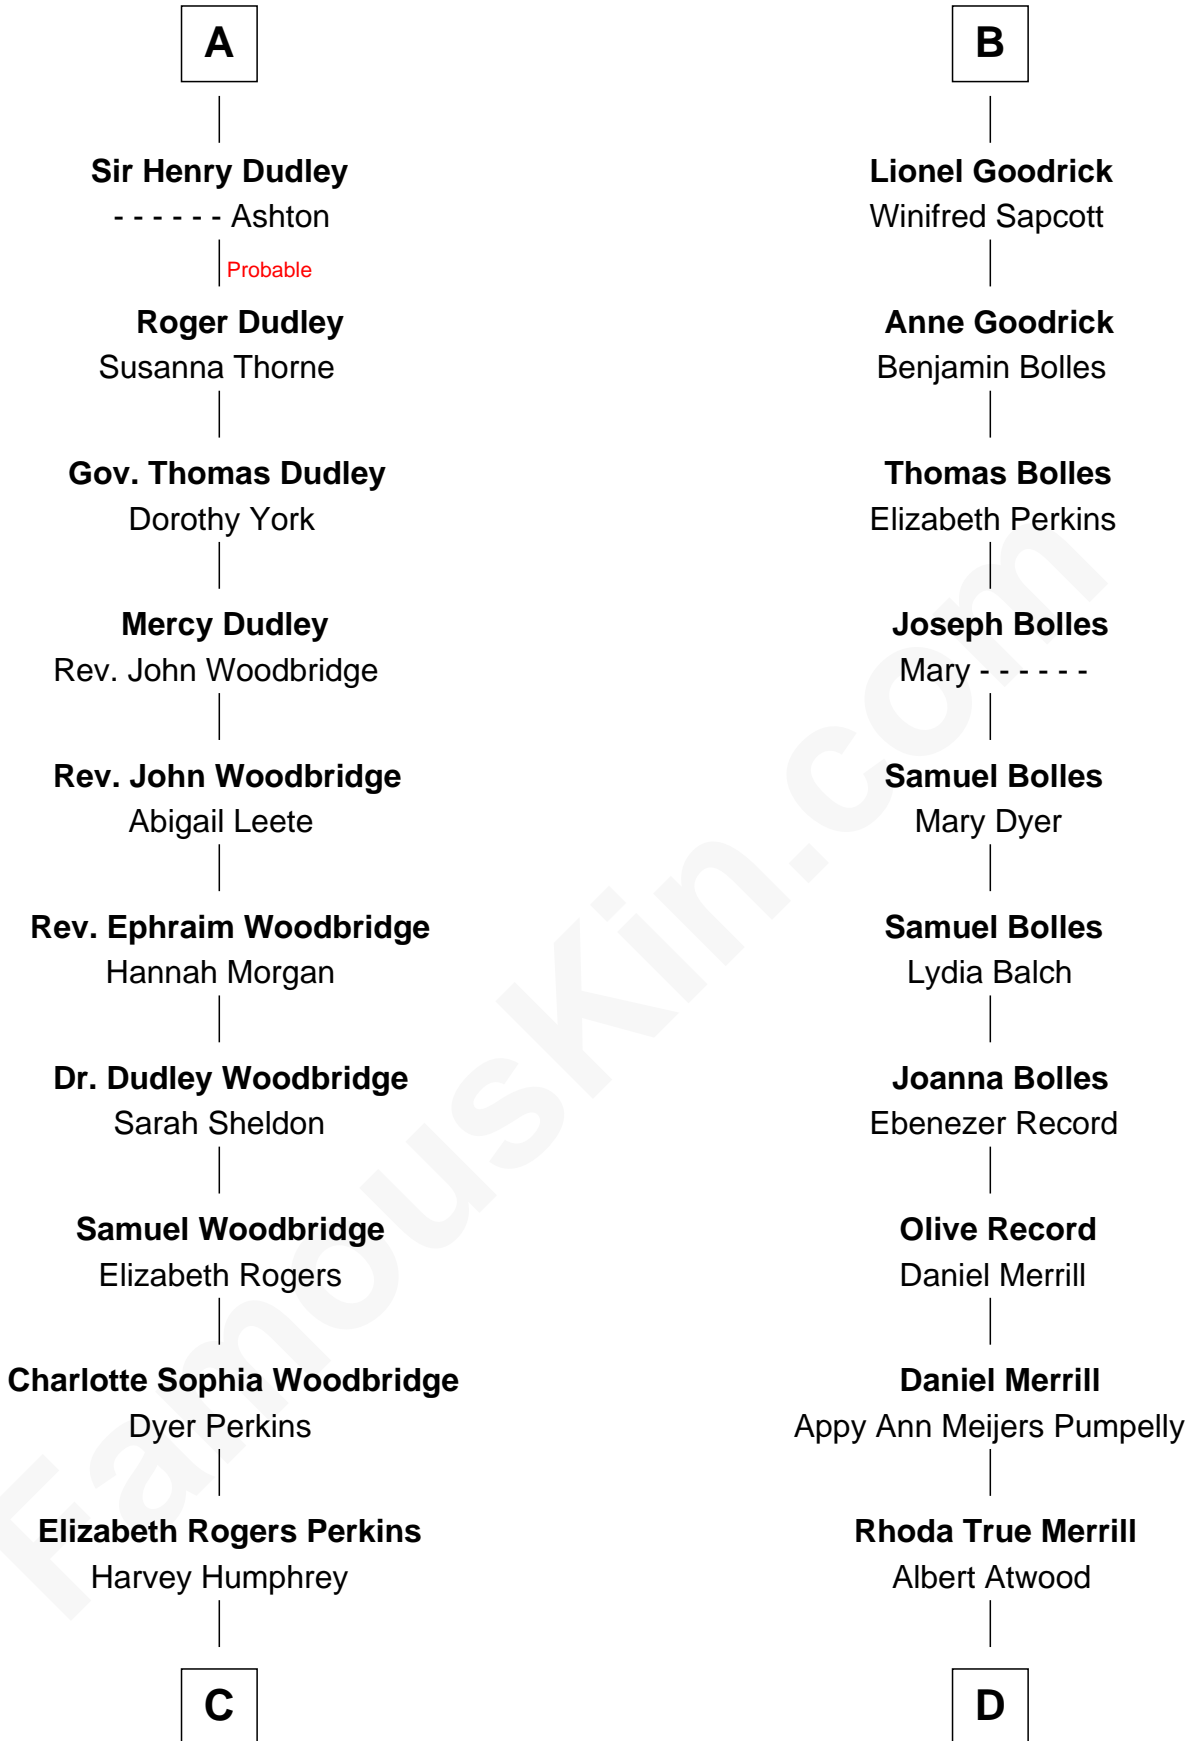 A
Sir Henry Dudley
- - - - - - Ashton
Probable
Roger Dudley
Susanna Thorne
Gov. Thomas Dudley
Dorothy York
Mercy Dudley
Rev. John Woodbridge
Rev. John Woodbridge
Abigail Leete
Rev. Ephraim Woodbridge
Hannah Morgan
Dr. Dudley Woodbridge
Sarah Sheldon
Samuel Woodbridge
Elizabeth Rogers
Charlotte Sophia Woodbridge
Dyer Perkins
Elizabeth Rogers Perkins
Harvey Humphrey
C
B
Lionel Goodrick
Winifred Sapcott
Anne Goodrick
Benjamin Bolles
Thomas Bolles
Elizabeth Perkins
Joseph Bolles
Mary - - - - - -
Samuel Bolles
Mary Dyer
Samuel Bolles
Lydia Balch
Joanna Bolles
Ebenezer Record
Olive Record
Daniel Merrill
Daniel Merrill
Appy Ann Meijers Pumpelly
Rhoda True Merrill
Albert Atwood
D
FamousKin.com